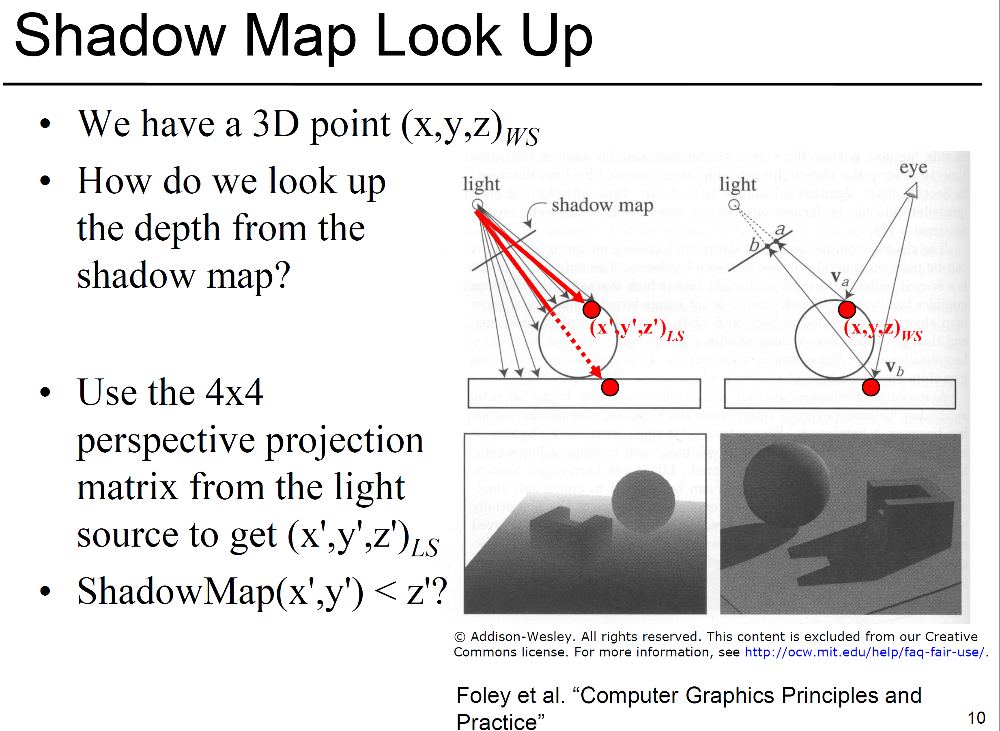 Shadow Map Look Up
• We have a 3D point (x,y,z)WS
• How do we look up
the depth from the
shadow map?
• Use the 4x4
perspective projection
matrix from the light
source to get (x',y',z')LS
• ShadowMap(x',y') < z'?
light
shadow map
(x',y',z')LS
light
eye
a
b
va
(x,y,z)WS
vb
© Addison-Wesley. All rights reserved. This content is excluded from our Creative
Commons license. For more information, see http://ocw.mit.edu/help/faq-fair-use/.
Foley et al. “Computer Graphics Principles and
Practice”
10